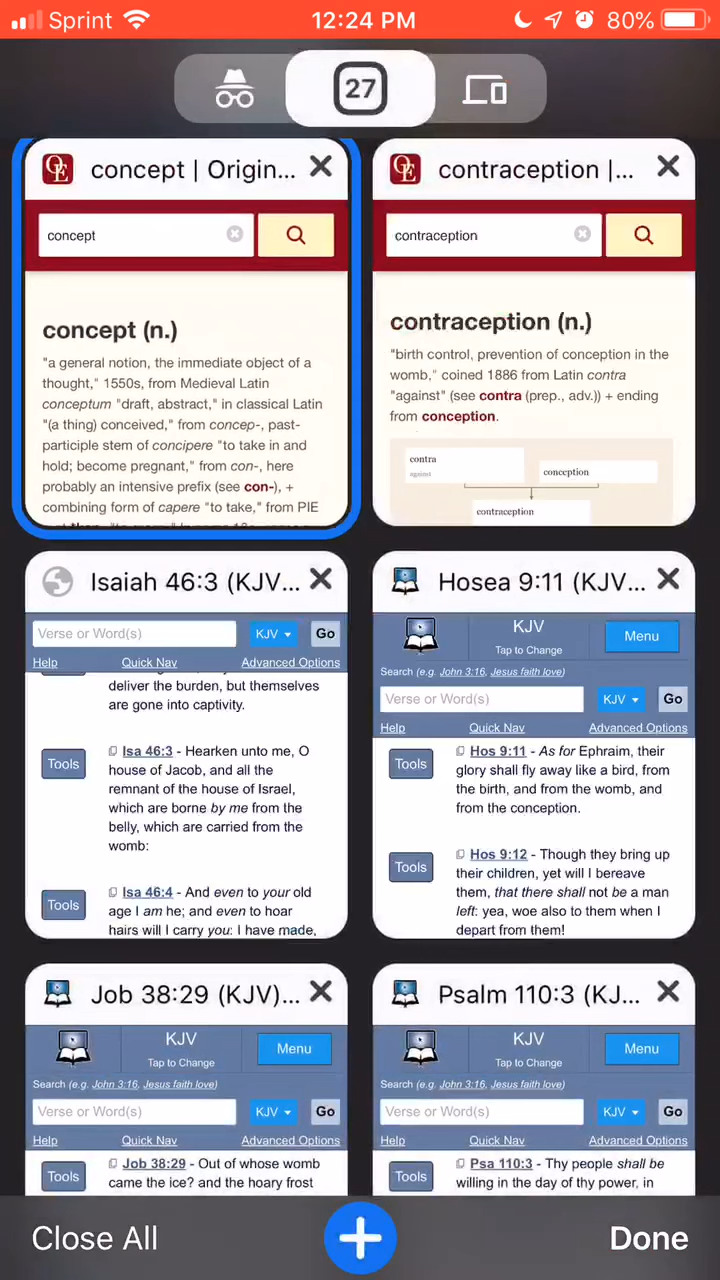 Sprint 12:24 PM 80%
27
OE concept | Origin...
concept
concept (n.)
"a general notion, the immediate object of a
thought," 1550s, from Medieval Latin
conceptum "draft, abstract," in classical Latin
"(a thing) conceived," from concep-, past-
participle stem of concipere "to take in and
hold; become pregnant," from con-, here
probably an intensive prefix (see con-), +
combining form of capere "to take," from PIE
OE contraception |...
contraception
contraception (n.)
"birth control, prevention of conception in the
womb," coined 1886 from Latin contra
"against" (see contra (prep., adv.)) + ending
from conception.
contra
against
conception
contraception
Isaiah 46:3 (KJV...
Verse or Word(s) KJV Go
Help Quick Nav Advanced Options
deliver the burden, but themselves
are gone into captivity.
Tools
Isa 46:3 - Hearken unto me, O
house of Jacob, and all the
remnant of the house of Israel,
which are borne by me from the
belly, which are carried from the
womb:
Tools
Isa 46:4 - And even to your old
age I am he; and even to hoar
hairs will I carry you: I have made,
Hosea 9:11 (KJV...
KJV
Tap to Change
Menu
Search (e.g. John 3:16, Jesus faith love)
Verse or Word(s) KJV Go
Help Quick Nav Advanced Options
Tools
Hos 9:11 - As for Ephraim, their
glory shall fly away like a bird, from
the birth, and from the womb, and
from the conception.
Tools
Hos 9:12 - Though they bring up
their children, yet will I bereave
them, that there shall not be a man
left: yea, woe also to them when I
depart from them!
Job 38:29 (KJV)...
KJV
Tap to Change
Menu
Search (e.g. John 3:16, Jesus faith love)
Verse or Word(s) KJV Go
Help Quick Nav Advanced Options
Tools
Job 38:29 - Out of whose womb
came the ice? and the hoary frost
Psalm 110:3 (KJ...
KJV
Tap to Change
Menu
Search (e.g. John 3:16, Jesus faith love)
Verse or Word(s) KJV Go
Help Quick Nav Advanced Options
Tools
Psa 110:3 - Thy people shall be
willing in the day of thy power, in
Close All Done